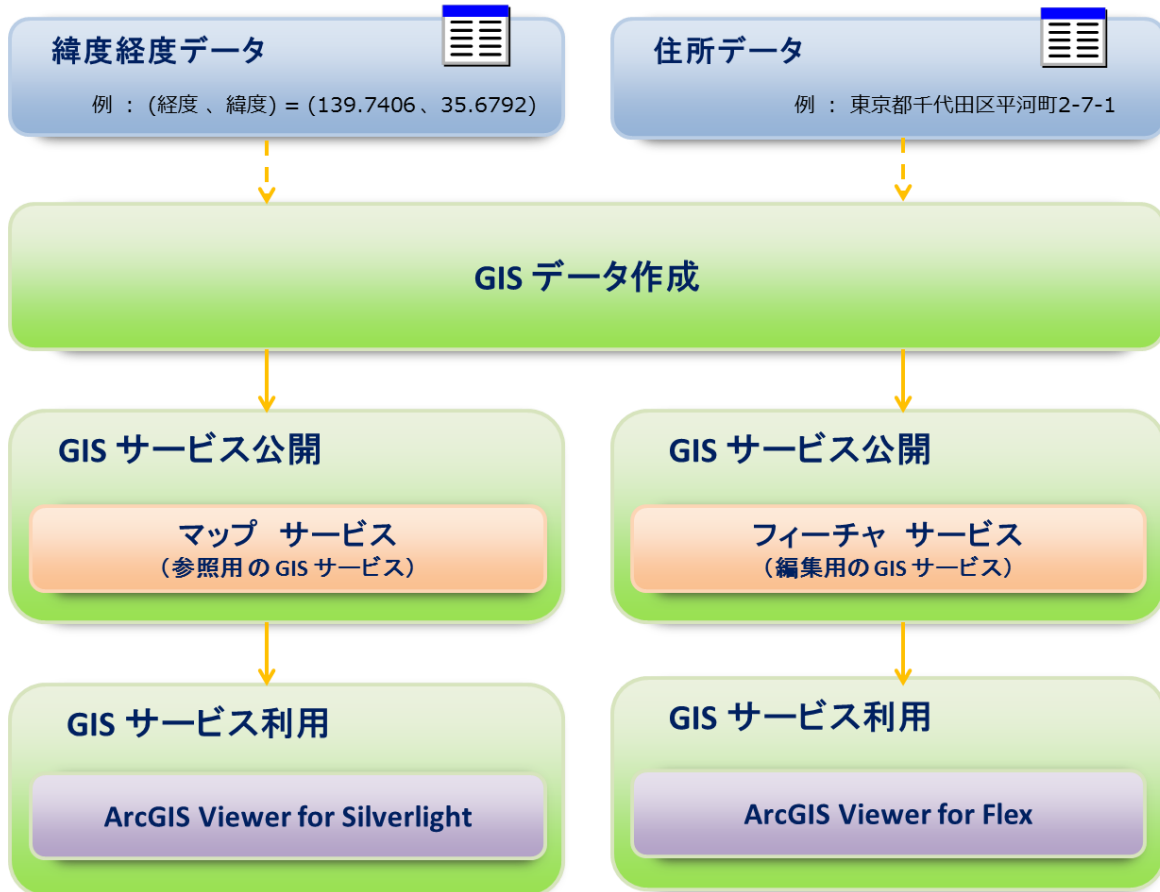 緯度経度データ
例 ： (経度 、緯度) = (139.7406 、35.6792)
住所データ
例 ： 東京都千代田区平河町2-7-1
GIS データ作成
GIS サービス公開
マップ サービス
（参照用の GIS サービス）
GIS サービス公開
フィーチャ サービス
（編集用の GIS サービス）
GIS サービス利用
ArcGIS Viewer for Silverlight
GIS サービス利用
ArcGIS Viewer for Flex